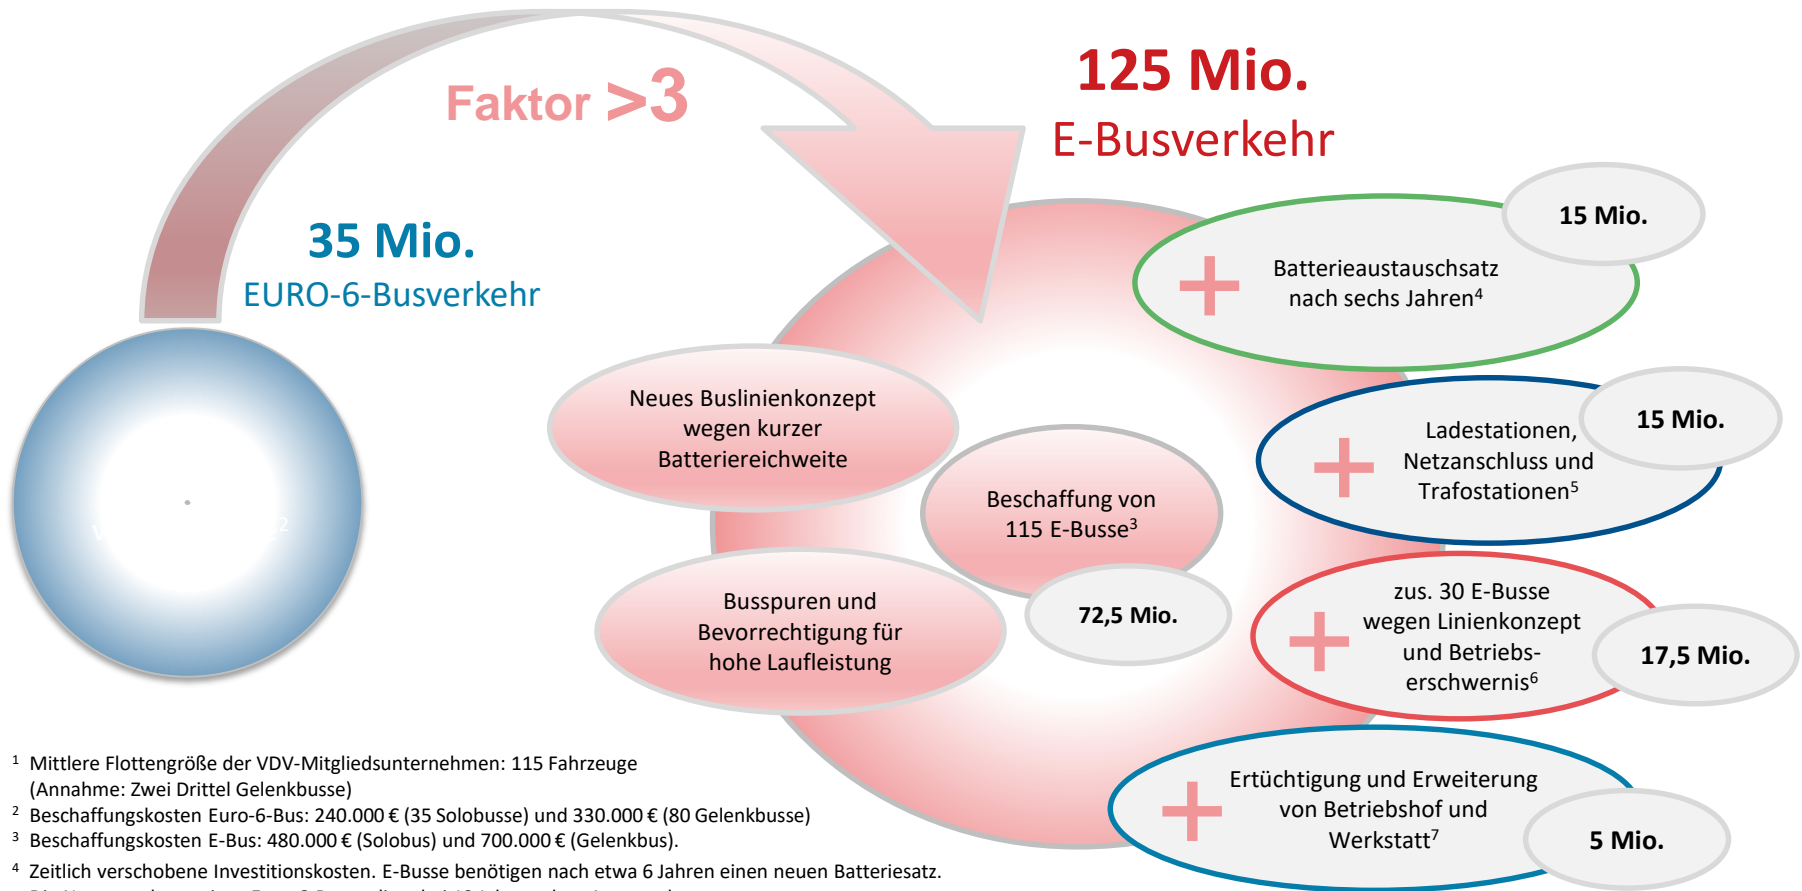 Faktor >3
125 Mio.
E-Busverkehr
35 Mio.
EURO-6-Busverkehr
15 Mio.
Batterieaustauschsatz
nach sechs Jahren⁴
15 Mio.
Ladestationen,
Netzanschluss und
Trafostationen⁵
Neues Buslinienkonzept
wegen kurzer
Batteriereichweite
Beschaffung von
115 E-Busse³
72,5 Mio.
Busspuren und
Bevorrechtigung für
hohe Laufleistung
zus. 30 E-Busse
wegen Linienkonzept
und Betriebs-
erschwernis⁶
17,5 Mio.
Ertüchtigung und Erweiterung
von Betriebshof und
Werkstatt⁷
5 Mio.
¹ Mittlere Flottengröße der VDV-Mitgliedsunternehmen: 115 Fahrzeuge
(Annahme: Zwei Drittel Gelenkbusse)
² Beschaffungskosten Euro-6-Bus: 240.000 € (35 Solobusse) und 330.000 € (80 Gelenkbusse)
³ Beschaffungskosten E-Bus: 480.000 € (Solobus) und 700.000 € (Gelenkbus).
⁴ Zeitlich verschobene Investitionskosten. E-Busse benötigen nach etwa 6 Jahren einen neuen Batteriesatz.